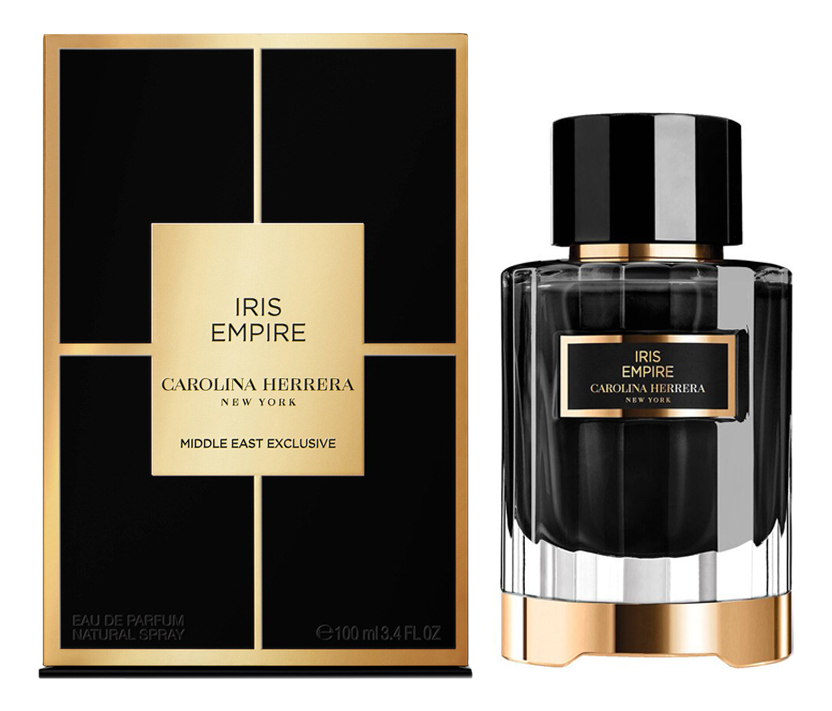 IRIS
EMPIRE
CAROLINA HERRERA
NEW YORK
MIDDLE EAST EXCLUSIVE
EAU DE PARFUM
NATURAL SPRAY
℮100 ml 3.4 FL OZ
IRIS
EMPIRE
CAROLINA HERRERA
NEW YORK